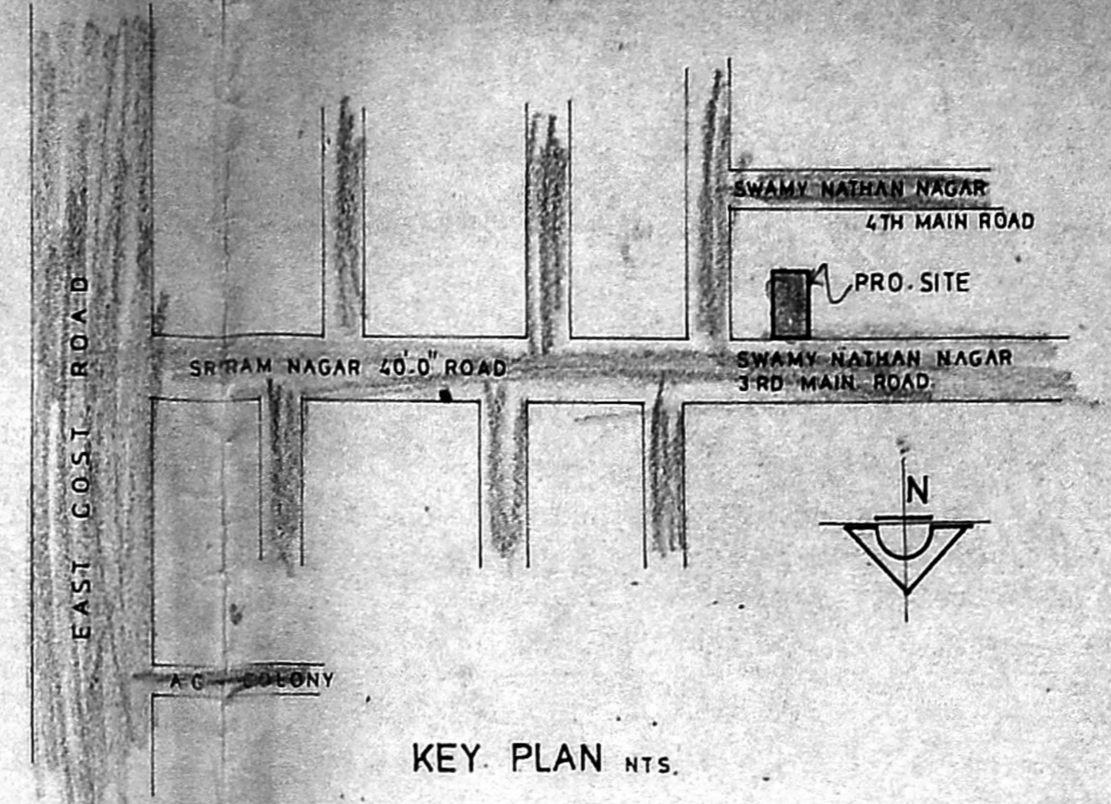 EAST COST ROAD
SWAMY NATHAN NAGAR
4TH MAIN ROAD
PRO. SITE
SRIRAM NAGAR 40'.0" ROAD
SWAMY NATHAN NAGAR
3RD MAIN ROAD
N
AG COLONY
KEY PLAN NTS.